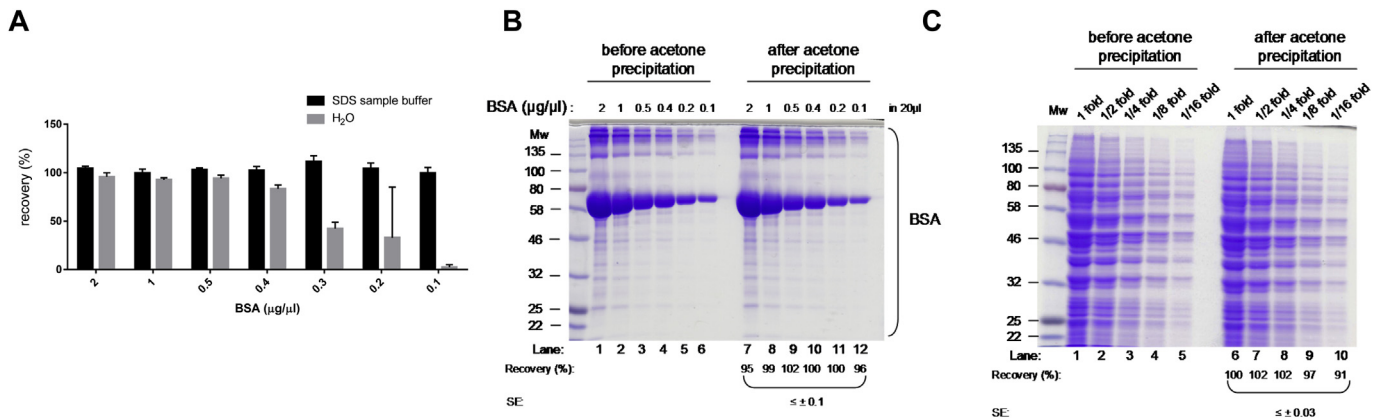 A
SDS sample buffer
H₂O
recovery (%)
150
100
50
0
2 1 0.5 0.4 0.3 0.2 0.1
BSA (μg/μl)
B
before acetone precipitation
after acetone precipitation
BSA (μg/μl) : 2 1 0.5 0.4 0.2 0.1 2 1 0.5 0.4 0.2 0.1 in 20μl
Mw
135
100
80
58
46
32
25
22
BSA
Lane: 1 2 3 4 5 6 7 8 9 10 11 12
Recovery (%): 95 99 102 100 100 96
SE: ≤ ± 0.1
C
before acetone precipitation
after acetone precipitation
Mw 1 fold 1/2 fold 1/4 fold 1/8 fold 1/16 fold 1 fold 1/2 fold 1/4 fold 1/8 fold 1/16 fold
135
100
80
58
46
32
25
22
Lane: 1 2 3 4 5 6 7 8 9 10
Recovery (%): 100 102 102 97 91
SE: ≤ ± 0.03